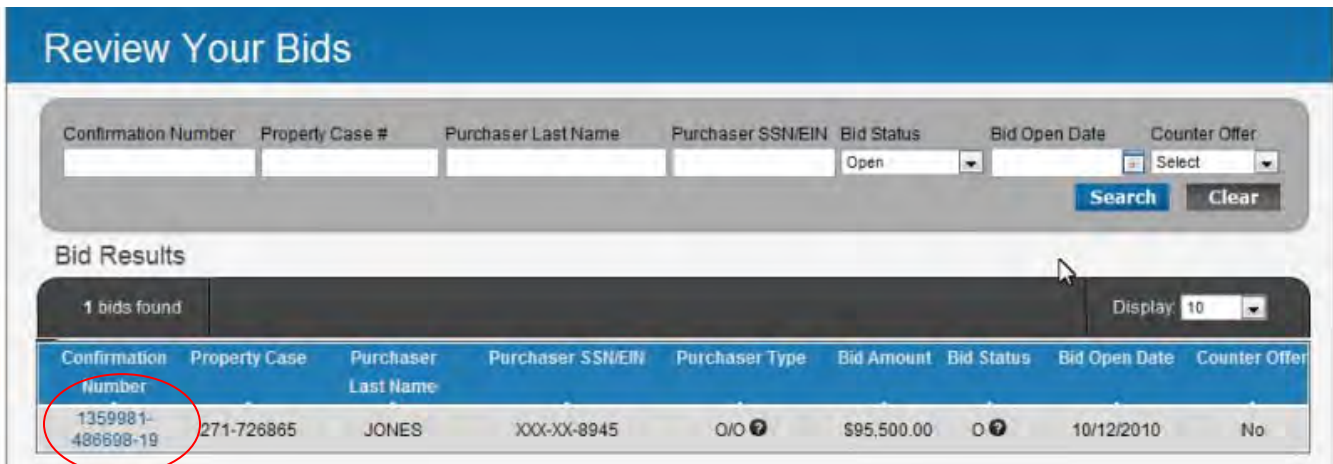 Review Your Bids
Confirmation Number Property Case # Purchaser Last Name Purchaser SSN/EIN Bid Status Bid Open Date Counter Offer
Open Select
Search Clear
Bid Results
1 bids found Display: 10
Confirmation Property Case Purchaser Purchaser SSN/EIN Purchaser Type Bid Amount Bid Status Bid Open Date Counter Offer
Number Last Name
1359981- 271-726865 JONES XXX-XX-8945 O/O ? $95,500.00 O ? 10/12/2010 No
486698-19